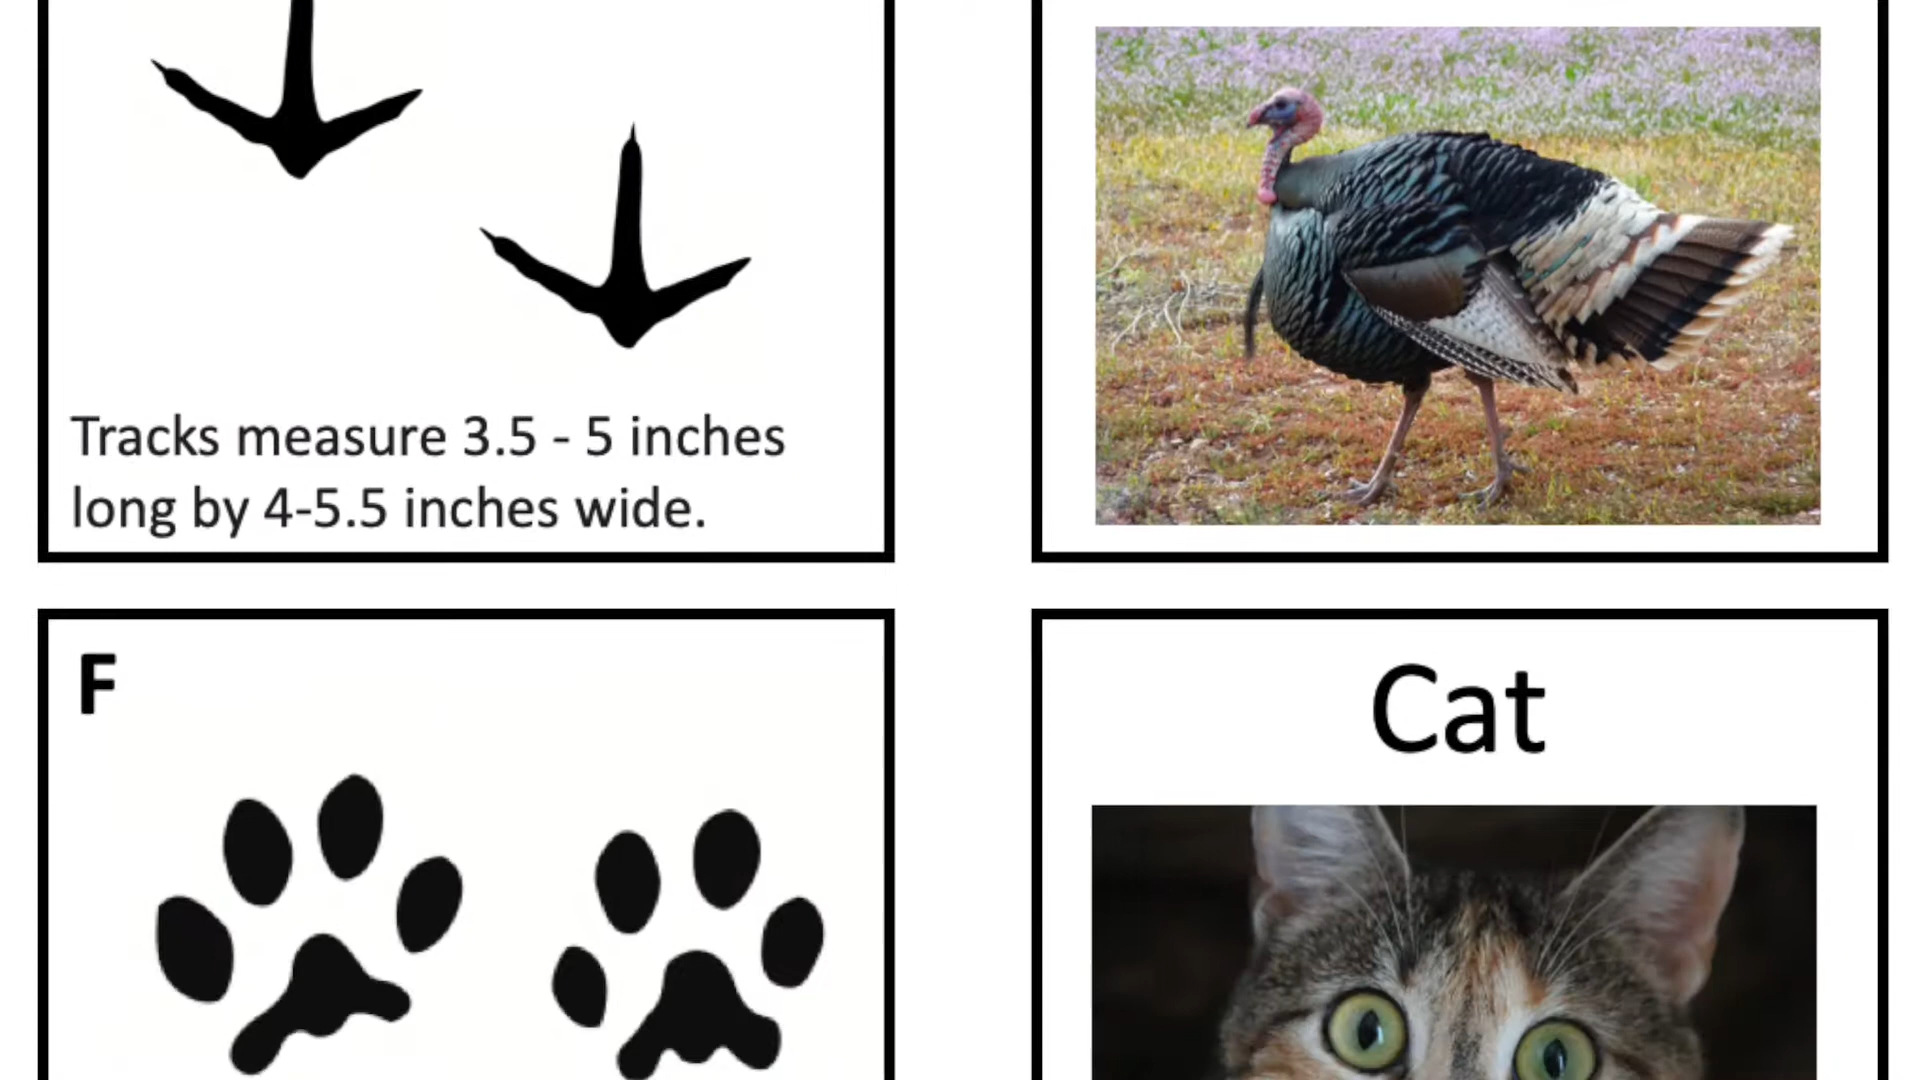 Tracks measure 3.5 - 5 inches
long by 4-5.5 inches wide.
F
Cat